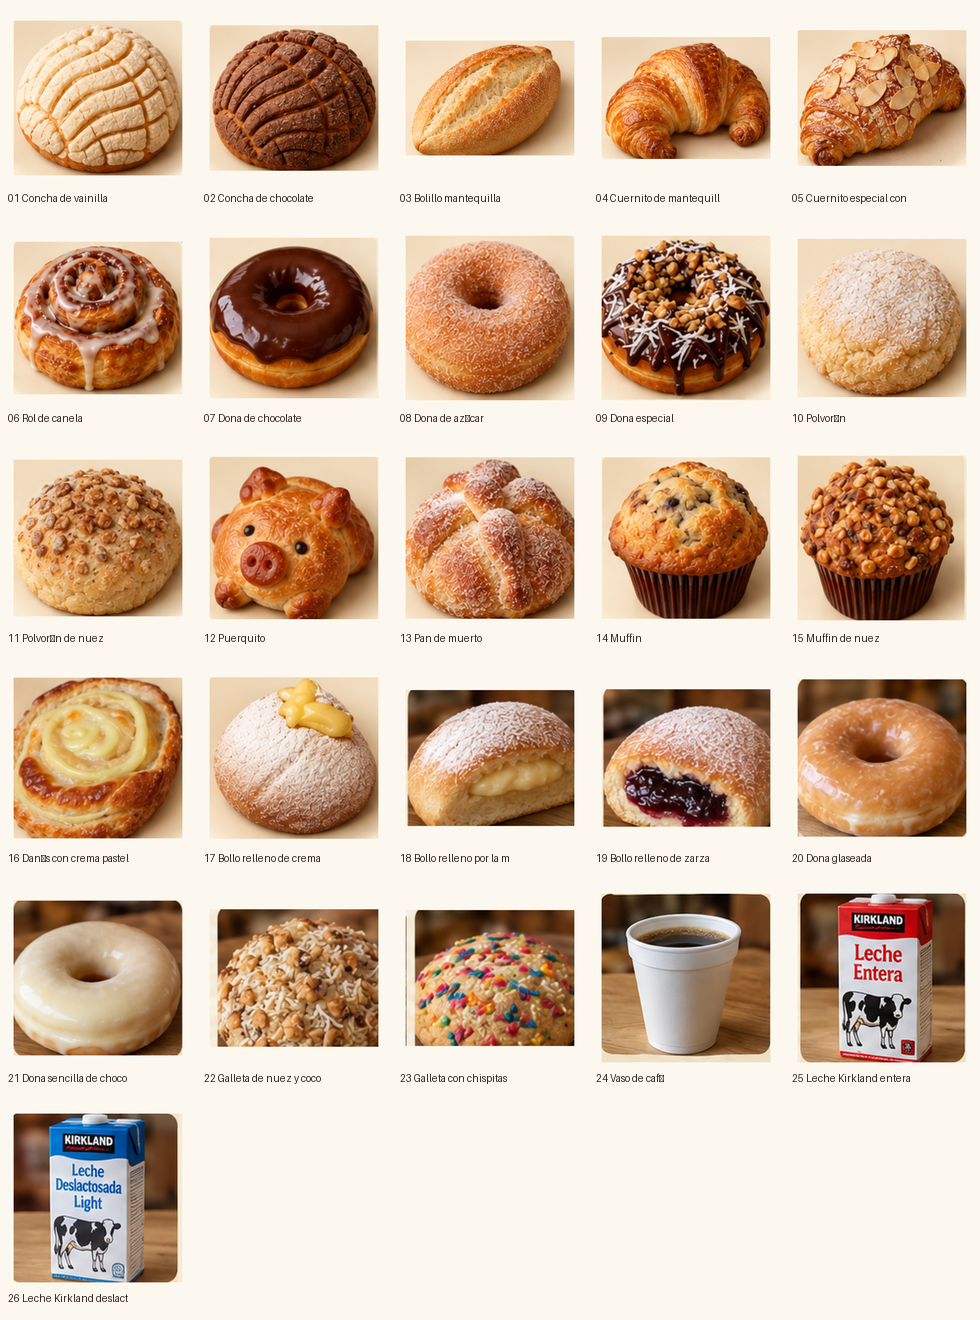 01 Concha de vainilla
02 Concha de chocolate
03 Bolillo mantequilla
04 Cuernito de mantequill
05 Cuernito especial con
06 Rol de canela
07 Dona de chocolate
08 Dona de az▯car
09 Dona especial
10 Polvor▯n
11 Polvor▯n de nuez
12 Puerquito
13 Pan de muerto
14 Muffin
15 Muffin de nuez
16 Dan▯s con crema pastel
17 Bollo relleno de crema
18 Bollo relleno por la m
19 Bollo relleno de zarza
20 Dona glaseada
KIRKLAND
Leche
Entera
21 Dona sencilla de choco
22 Galleta de nuez y coco
23 Galleta con chispitas
24 Vaso de caf▯
25 Leche Kirkland entera
KIRKLAND
Leche
Deslactosada
Light
26 Leche Kirkland deslact